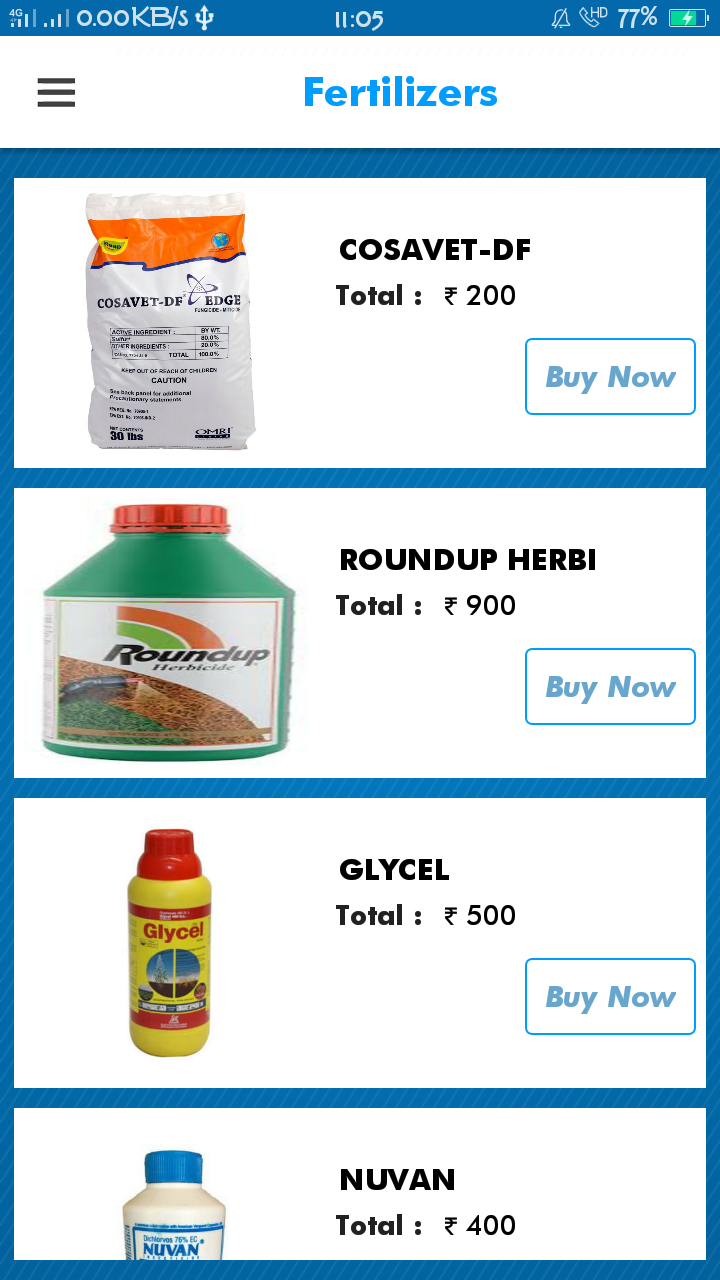 4G 0.00KB/S 11:05 HD 77%
Fertilizers
COSAVET-DF EDGE
FUNGICIDE - MITICIDE
ACTIVE INGREDIENT : BY WT.
Sulfur* 80.0%
OTHER INGREDIENTS : 20.0%
TOTAL 100.0%
KEEP OUT OF REACH OF CHILDREN
CAUTION
See back panel for additional
Precautionary statements
NET CONTENTS
30 lbs
OMRI
LISTED
COSAVET-DF
Total : ₹ 200
Buy Now
Roundup
Herbicide
ROUNDUP HERBI
Total : ₹ 900
Buy Now
Glycel
GLYCEL
Total : ₹ 500
Buy Now
Dichlorvos 76% EC
NUVAN
NUVAN
Total : ₹ 400